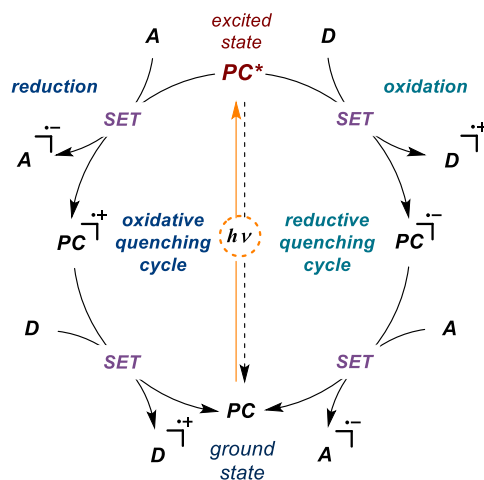 A
excited
state
D
PC*
reduction
oxidation
SET
SET
A •−
D •+
PC •+
oxidative
quenching
cycle
hν
reductive
quenching
cycle
PC •−
D
A
SET
SET
PC
D •+
ground
state
A •−